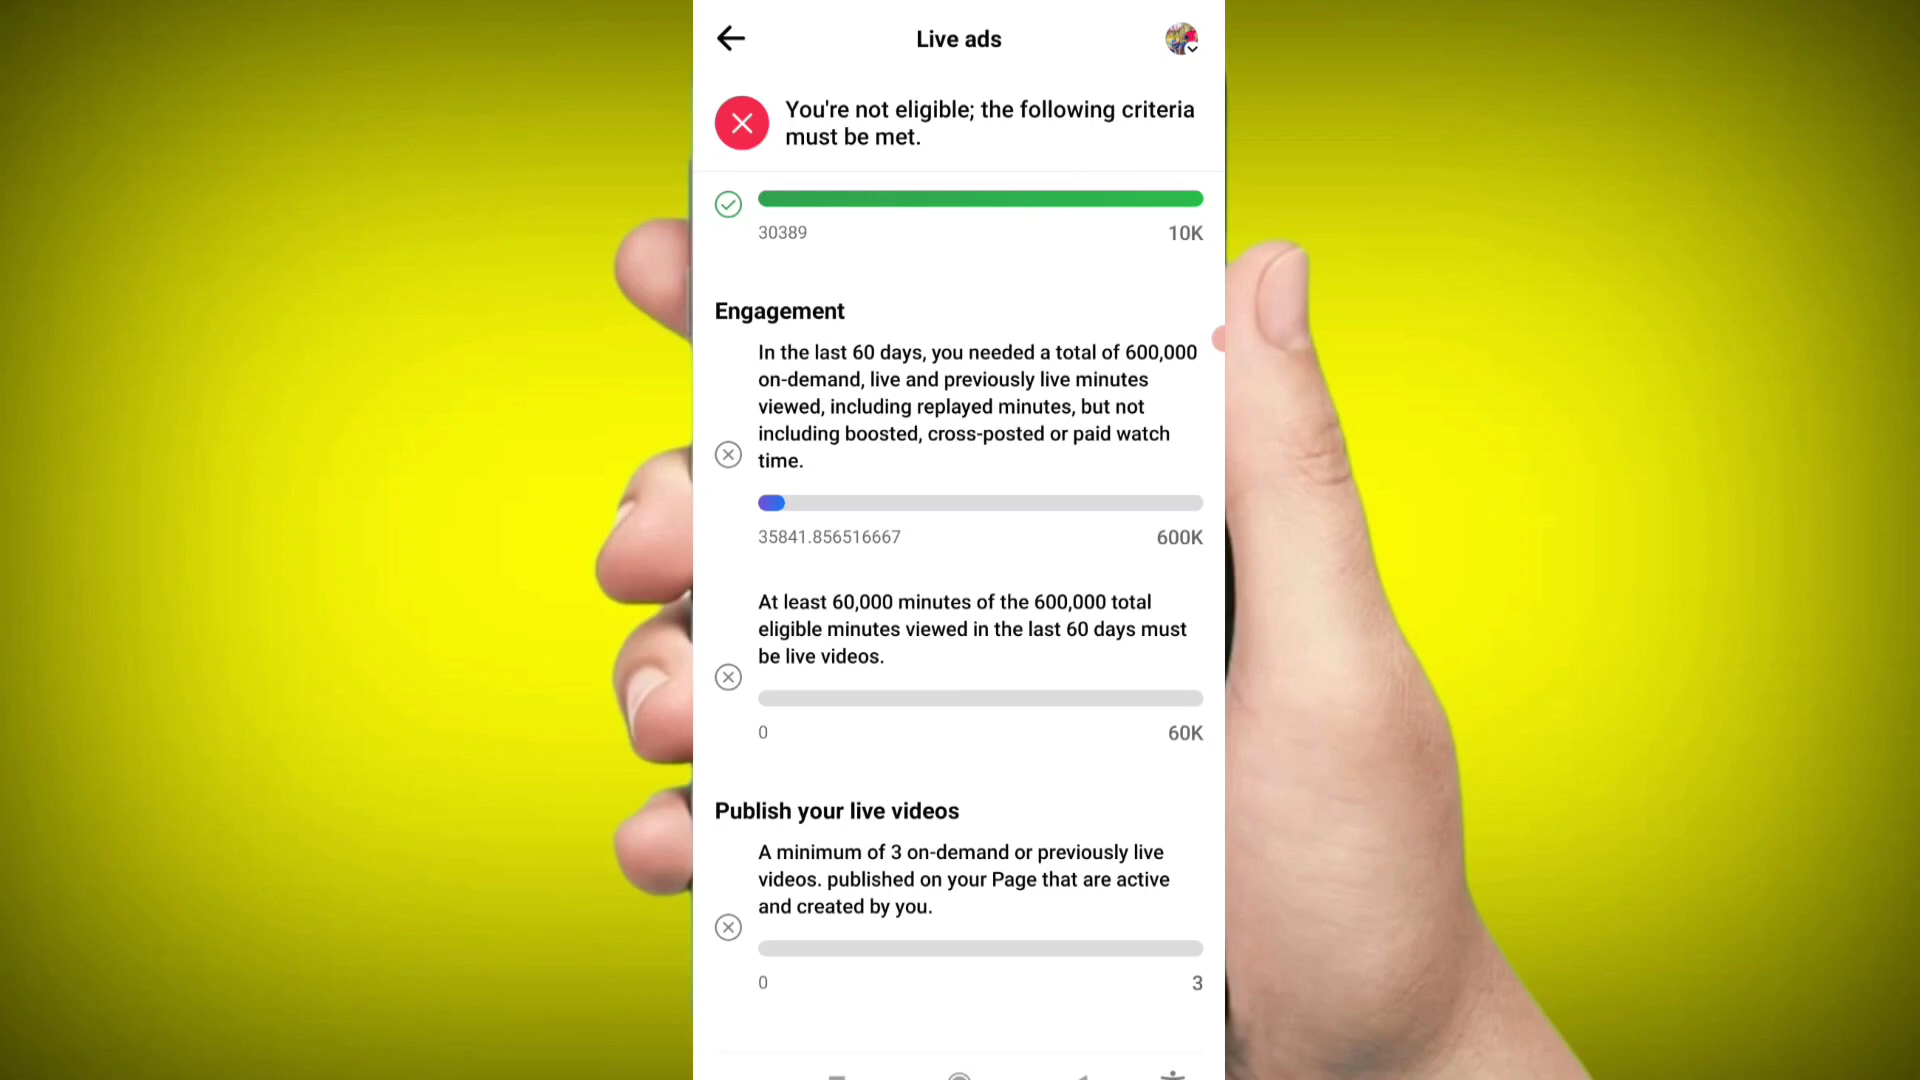 Live ads
You're not eligible; the following criteria
must be met.
30389
10K
Engagement
In the last 60 days, you needed a total of 600,000
on-demand, live and previously live minutes
viewed, including replayed minutes, but not
including boosted, cross-posted or paid watch
time.
35841.856516667
600K
At least 60,000 minutes of the 600,000 total
eligible minutes viewed in the last 60 days must
be live videos.
0
60K
Publish your live videos
A minimum of 3 on-demand or previously live
videos. published on your Page that are active
and created by you.
0
3